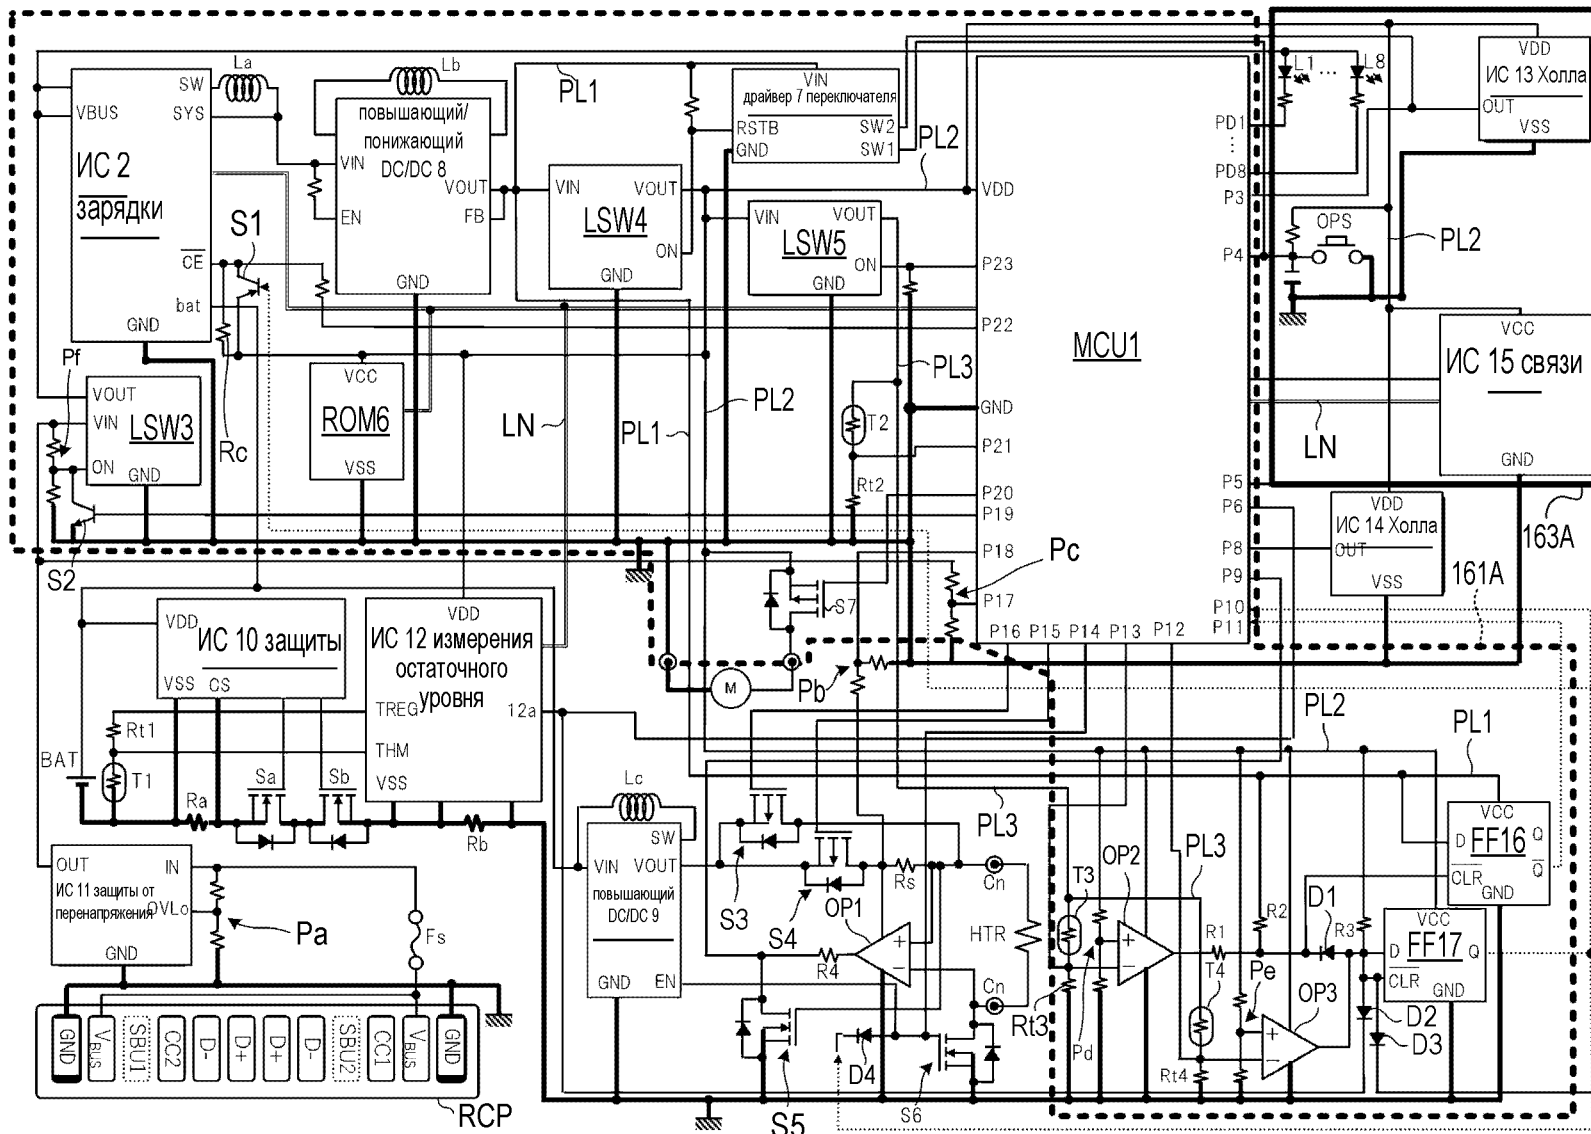 La
Lb
PL1
L1
...
L8
VDD
ИС 13 Холла
OUT
VSS
SW
SYS
VBUS
ИС 2
зарядки
CE
bat
GND
повышающий/
понижающий
DC/DC 8
VIN
EN
VOUT
FB
GND
VIN
драйвер 7 переключателя
RSTB
GND
SW2
SW1
PL2
VIN
VOUT
LSW4
ON
GND
VIN
VOUT
LSW5
ON
GND
S1
MCU1
VDD
P23
P22
GND
P21
P20
P19
P18
P17
P16
P15
P14
P13
P12
PD1
PD8
P3
P4
P5
P6
P8
P9
P10
P11
OPS
PL2
VCC
ИС 15 связи
GND
LN
163A
VDD
ИС 14 Холла
OUT
VSS
161A
Pf
VOUT
VIN
LSW3
ON
GND
Rc
VCC
ROM6
VSS
LN
PL1
PL2
PL3
T2
Rt2
S2
Pc
S7
Pb
M
VDD
ИС 10 защиты
VSS
CS
VDD
ИС 12 измерения
остаточного
уровня
TREG
12a
THM
VSS
Rt1
BAT
T1
Sa
Sb
Ra
Rb
Lc
SW
VIN
VOUT
повышающий
DC/DC 9
GND
EN
S3
S4
OP1
+
−
Rs
R4
Cn
HTR
Cn
S5
D4
S6
PL3
PL2
PL1
T3
OP2
+
−
PL3
R1
R2
D1
R3
T4
Pe
OP3
+
−
Rt3
Pd
Rt4
D2
D3
VCC
D
FF16
Q
CLR
Q
GND
VCC
D
FF17
Q
CLR
GND
OUT
IN
ИС 11 защиты от
перенапряжения
OVLo
GND
Pa
Fs
GND
VBUS
SBU1
CC2
D-
D+
D+
D-
SBU2
CC1
VBUS
GND
RCP